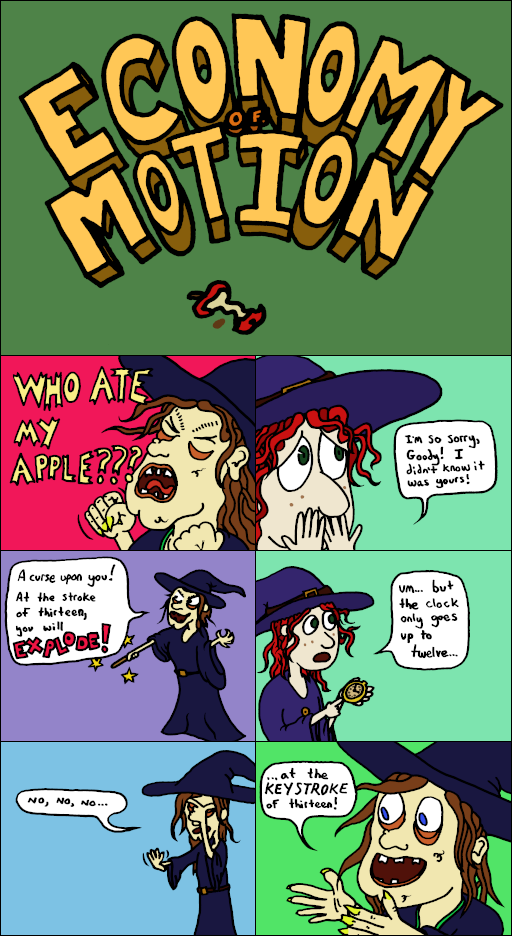 ECONOMY
OF
MOTION
WHO ATE
MY
APPLE???
I'm so sorry,
Goody! I
didn't know it
was yours!
A curse upon you!
At the stroke
of thirteen,
you will
EXPLODE!
um... but
the clock
only goes
up to
twelve...
NO, NO, NO...
...at the
KEYSTROKE
of thirteen!